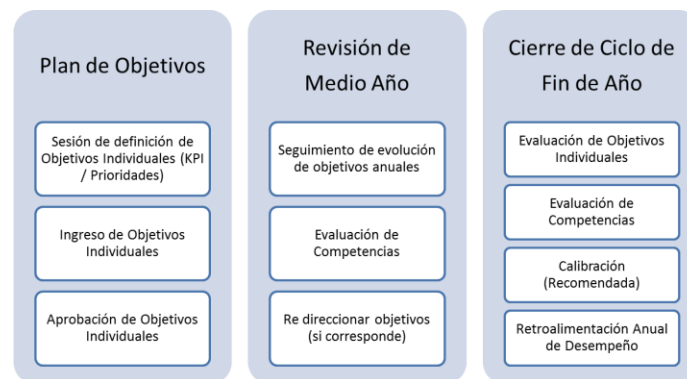 Plan de Objetivos
Sesión de definición de
Objetivos Individuales (KPI
/ Prioridades)
Ingreso de Objetivos
Individuales
Aprobación de Objetivos
Individuales
Revisión de
Medio Año
Seguimiento de evolución
de objetivos anuales
Evaluación de
Competencias
Re direccionar objetivos
(si corresponde)
Cierre de Ciclo de
Fin de Año
Evaluación de Objetivos
Individuales
Evaluación de
Competencias
Calibración
(Recomendada)
Retroalimentación Anual
de Desempeño